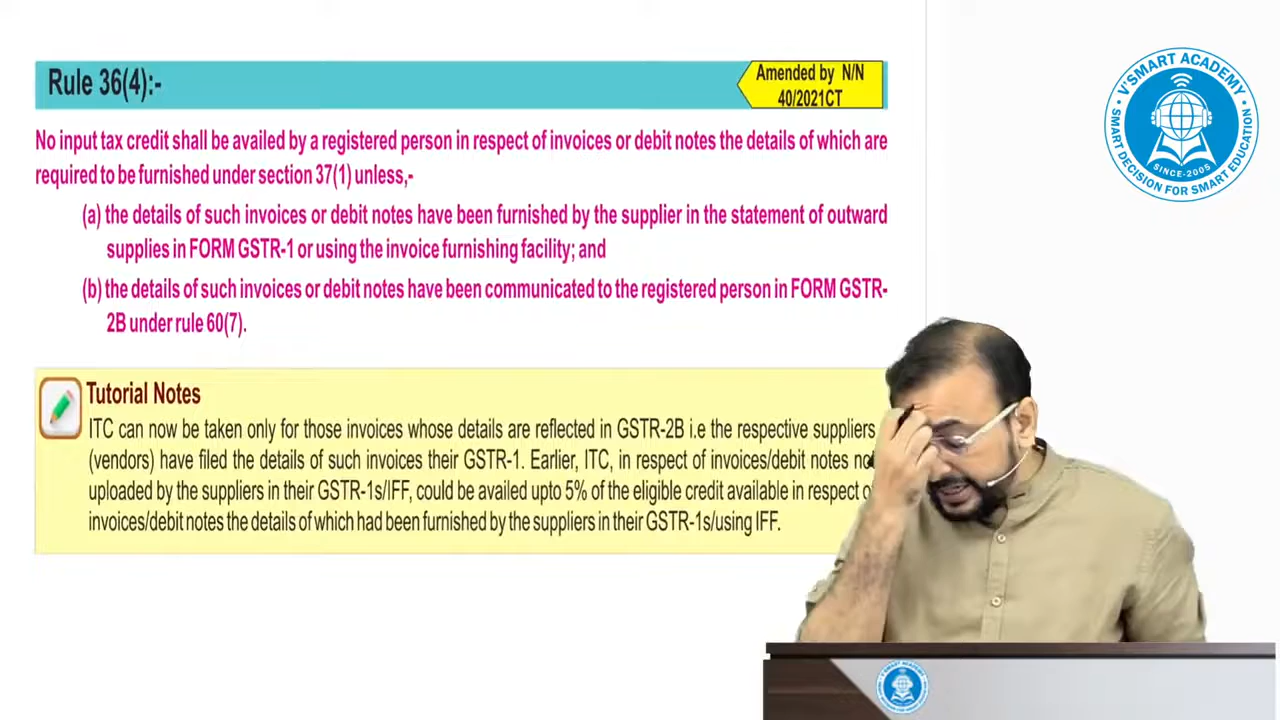 Rule 36(4):-
Amended by N/N
40/2021CT
No input tax credit shall be availed by a registered person in respect of invoices or debit notes the details of which are
required to be furnished under section 37(1) unless,-
(a) the details of such invoices or debit notes have been furnished by the supplier in the statement of outward
supplies in FORM GSTR-1 or using the invoice furnishing facility; and
(b) the details of such invoices or debit notes have been communicated to the registered person in FORM GSTR-
2B under rule 60(7).
Tutorial Notes
ITC can now be taken only for those invoices whose details are reflected in GSTR-2B i.e the respective suppliers
(vendors) have filed the details of such invoices their GSTR-1. Earlier, ITC, in respect of invoices/debit notes
uploaded by the suppliers in their GSTR-1s/IFF, could be availed upto 5% of the eligible credit available in respect
invoices/debit notes the details of which had been furnished by the suppliers in their GSTR-1s/using IFF.
V'SMART ACADEMY
SINCE-2005
SMART DECISION FOR SMART EDUCATION
V'SMART ACADEMY